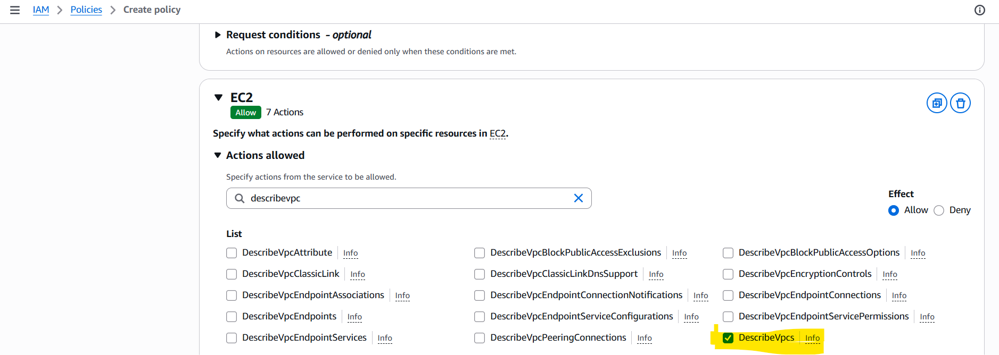 IAM > Policies > Create policy
Request conditions - optional
Actions on resources are allowed or denied only when these conditions are met.
EC2
Allow 7 Actions
Specify what actions can be performed on specific resources in EC2.
Actions allowed
Specify actions from the service to be allowed.
describevpc
Effect
Allow Deny
List
DescribeVpcAttribute Info DescribeVpcBlockPublicAccessExclusions Info DescribeVpcBlockPublicAccessOptions Info
DescribeVpcClassicLink Info DescribeVpcClassicLinkDnsSupport Info DescribeVpcEncryptionControls Info
DescribeVpcEndpointAssociations Info DescribeVpcEndpointConnectionNotifications Info DescribeVpcEndpointConnections Info
DescribeVpcEndpoints Info DescribeVpcEndpointServiceConfigurations Info DescribeVpcEndpointServicePermissions Info
DescribeVpcEndpointServices Info DescribeVpcPeeringConnections Info DescribeVpcs Info